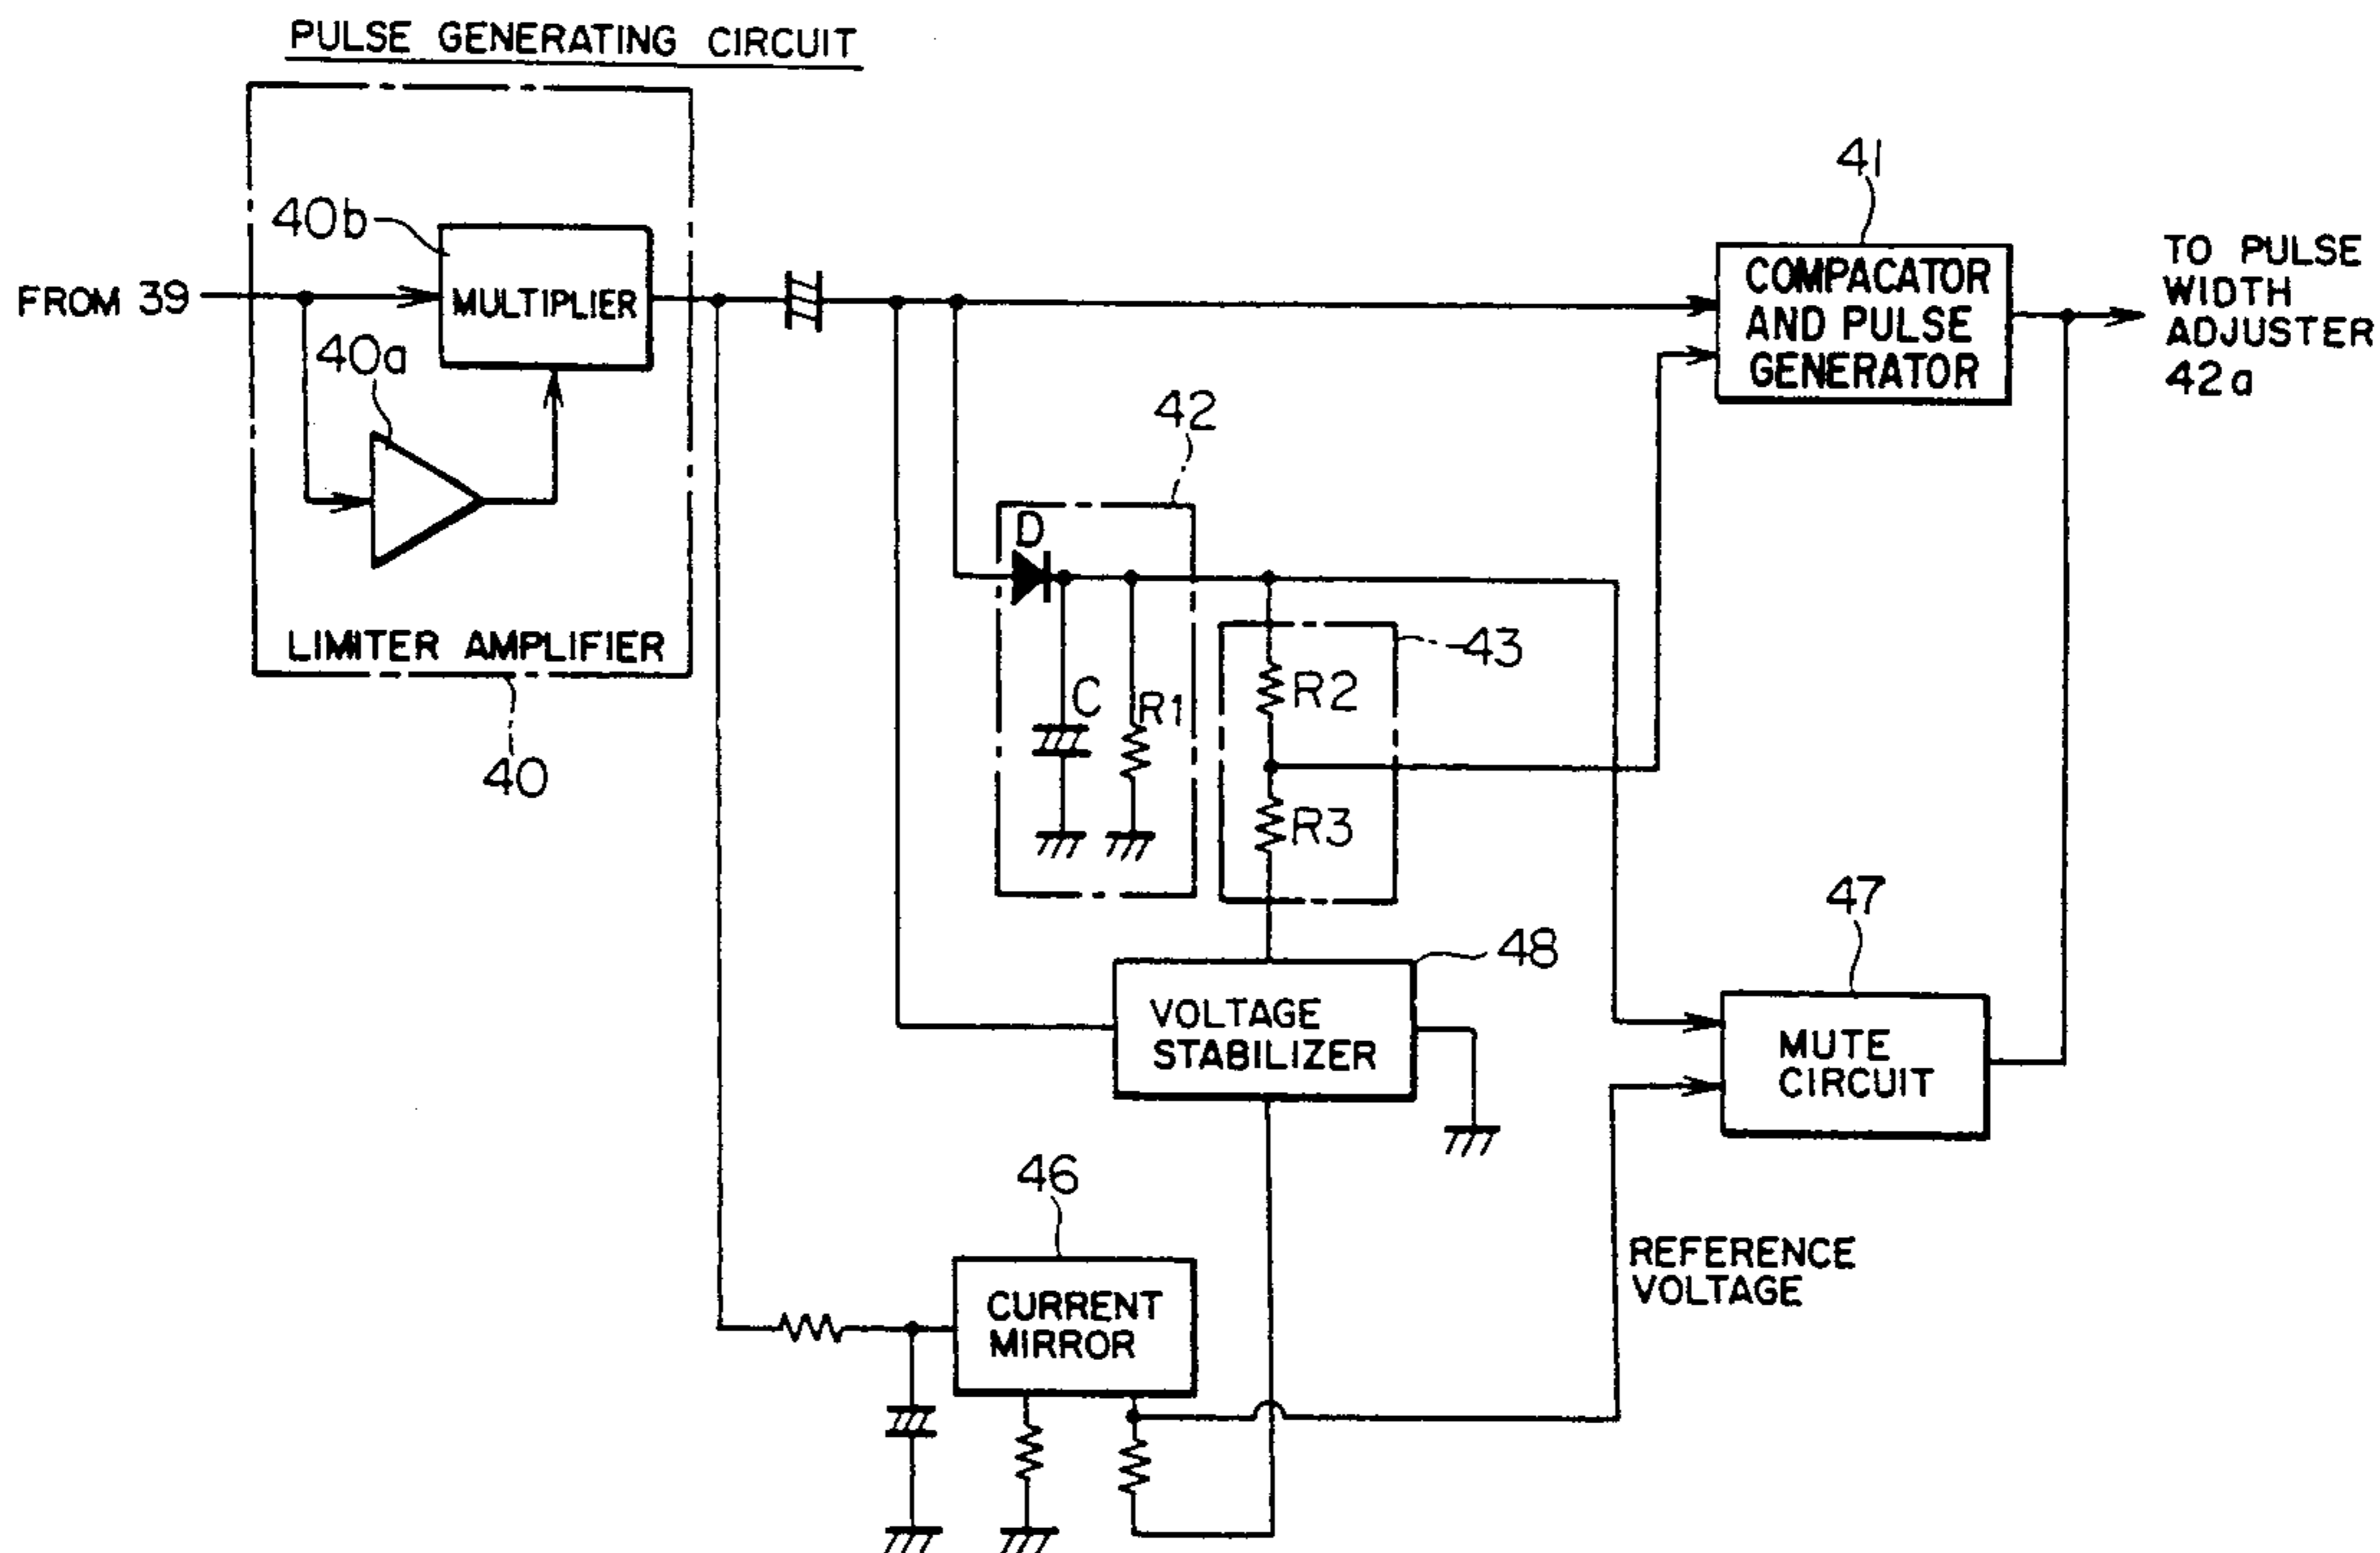 PULSE GENERATING CIRCUIT
FROM 39
40b
MULTIPLIER
40a
LIMITER AMPLIFIER
40
41
COMPACATOR
AND PULSE
GENERATOR
TO PULSE
WIDTH
ADJUSTER
42a
42
D
C
R1
43
R2
R3
48
VOLTAGE
STABILIZER
47
MUTE
CIRCUIT
46
CURRENT
MIRROR
REFERENCE
VOLTAGE